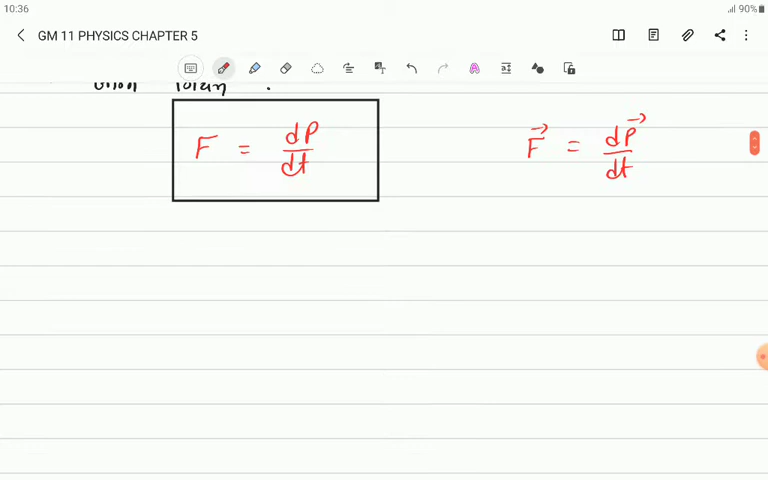 10:36
90%
GM 11 PHYSICS CHAPTER 5
F = dP/dt
F⃗ = dP⃗/dt